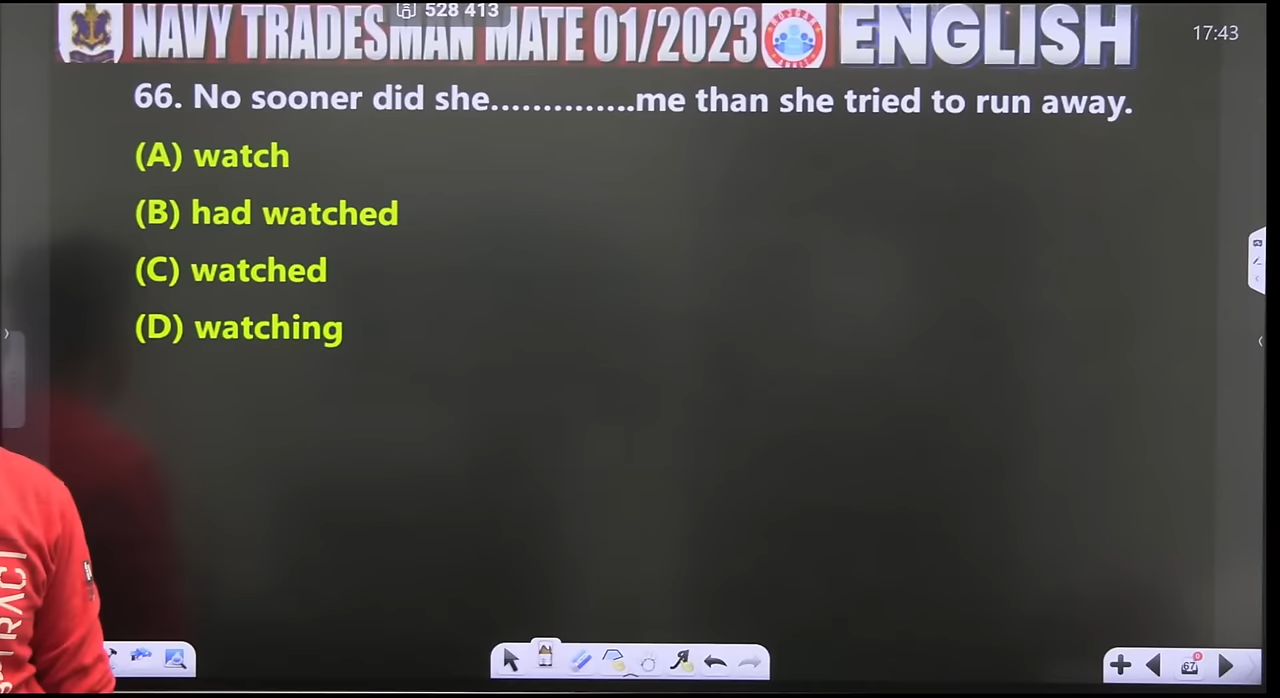 528 413
NAVY TRADESMAN MATE 01/2023 ENGLISH
17:43
66. No sooner did she..............me than she tried to run away.
(A) watch
(B) had watched
(C) watched
(D) watching
67